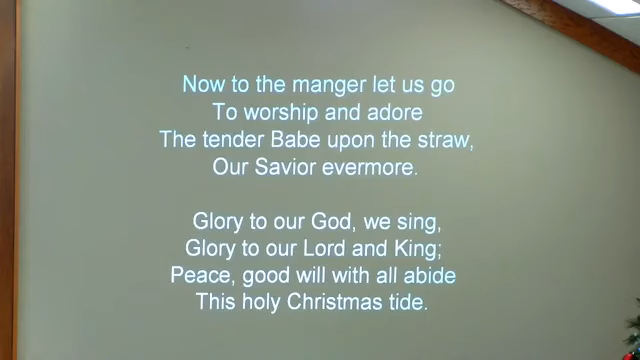 Now to the manger let us go
To worship and adore
The tender Babe upon the straw,
Our Savior evermore.
Glory to our God, we sing,
Glory to our Lord and King;
Peace, good will with all abide
This holy Christmas tide.